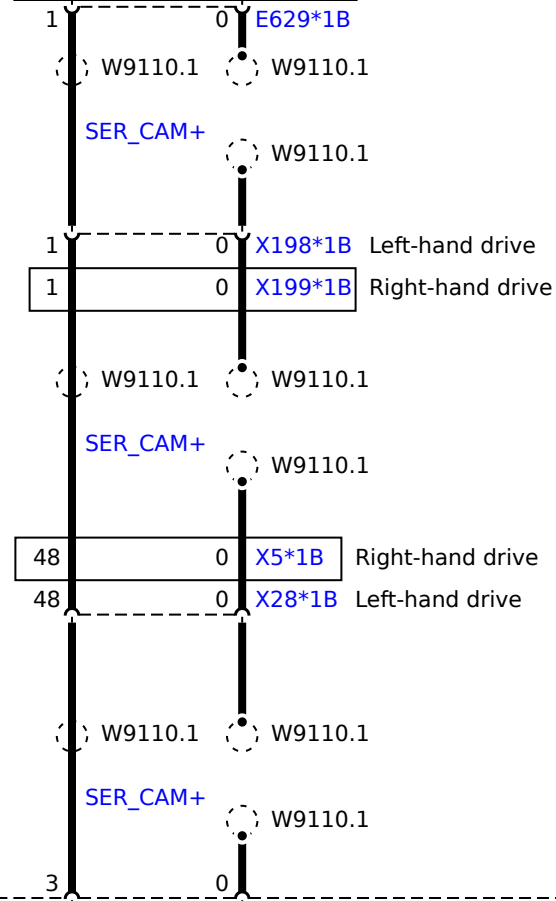 1 0 E629*1B
W9110.1 W9110.1
SER_CAM+
W9110.1
1 0 X198*1B Left-hand drive
1 0 X199*1B Right-hand drive
W9110.1 W9110.1
SER_CAM+
W9110.1
48 0 X5*1B Right-hand drive
48 0 X28*1B Left-hand drive
W9110.1 W9110.1
SER_CAM+
W9110.1
3 0